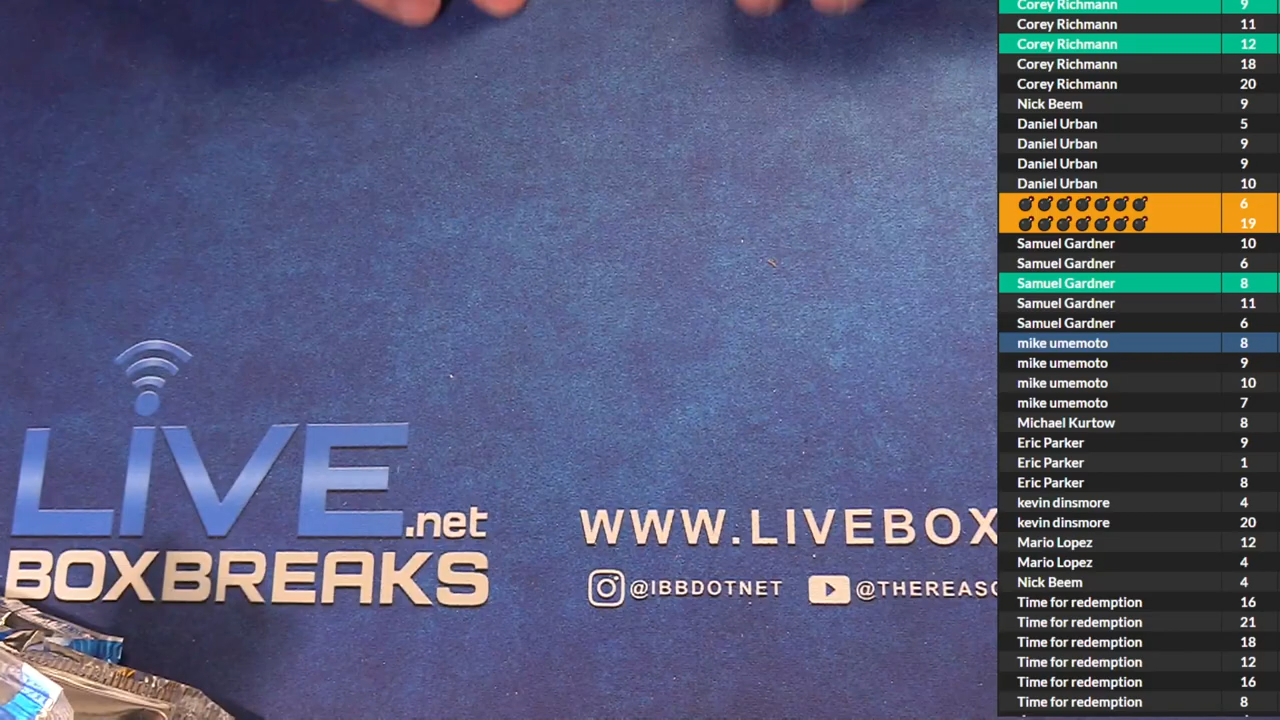 LIVE.net
BOXBREAKS
WWW.LIVEBOX
@IBBDOTNET
@THEREASO
Corey Richmann 9
Corey Richmann 11
Corey Richmann 12
Corey Richmann 18
Corey Richmann 20
Nick Beem 9
Daniel Urban 5
Daniel Urban 9
Daniel Urban 9
Daniel Urban 10
💣💣💣💣💣💣💣 6
💣💣💣💣💣💣💣 19
Samuel Gardner 10
Samuel Gardner 6
Samuel Gardner 8
Samuel Gardner 11
Samuel Gardner 6
mike umemoto 8
mike umemoto 9
mike umemoto 10
mike umemoto 7
Michael Kurtow 8
Eric Parker 9
Eric Parker 1
Eric Parker 8
kevin dinsmore 4
kevin dinsmore 20
Mario Lopez 12
Mario Lopez 4
Nick Beem 4
Time for redemption 16
Time for redemption 21
Time for redemption 18
Time for redemption 12
Time for redemption 16
Time for redemption 8